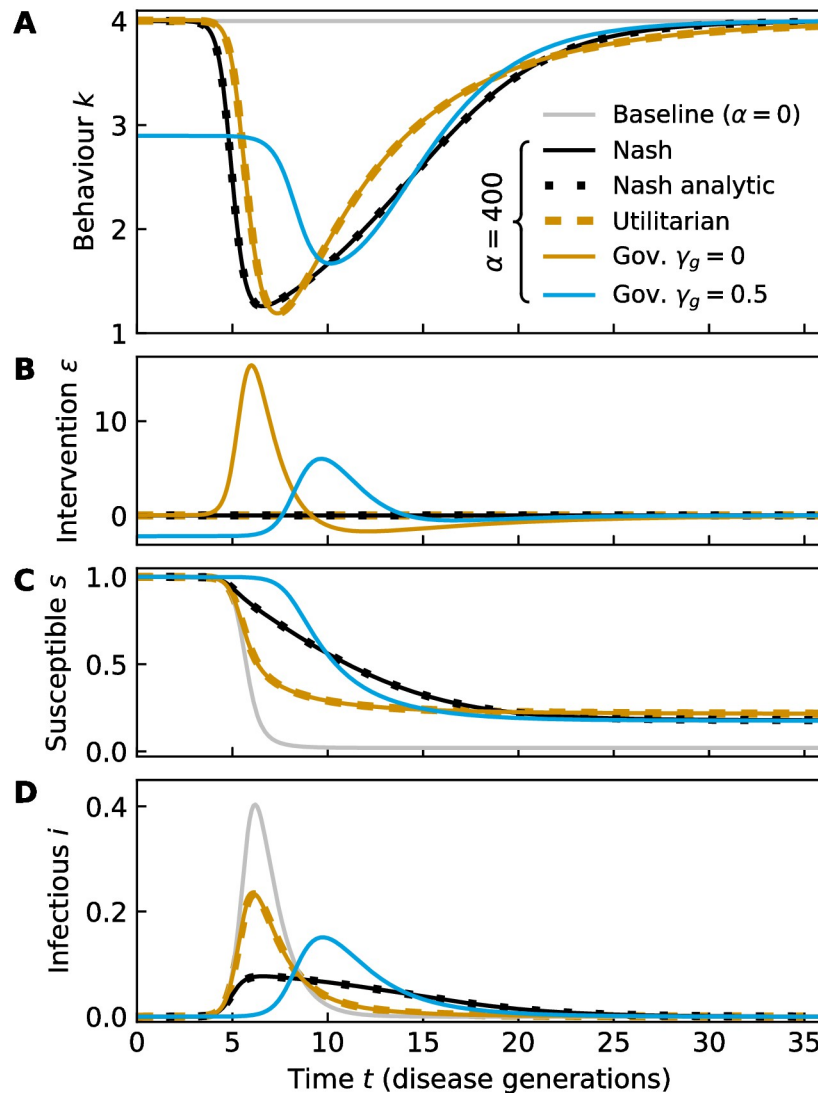 A
Behaviour k
4
3
2
1
Baseline (α = 0)
Nash
Nash analytic
Utilitarian
Gov. γg = 0
Gov. γg = 0.5
α = 400
B
Intervention ε
10
0
C
Susceptible s
1.0
0.5
0.0
D
Infectious i
0.4
0.2
0.0
0 5 10 15 20 25 30 35
Time t (disease generations)